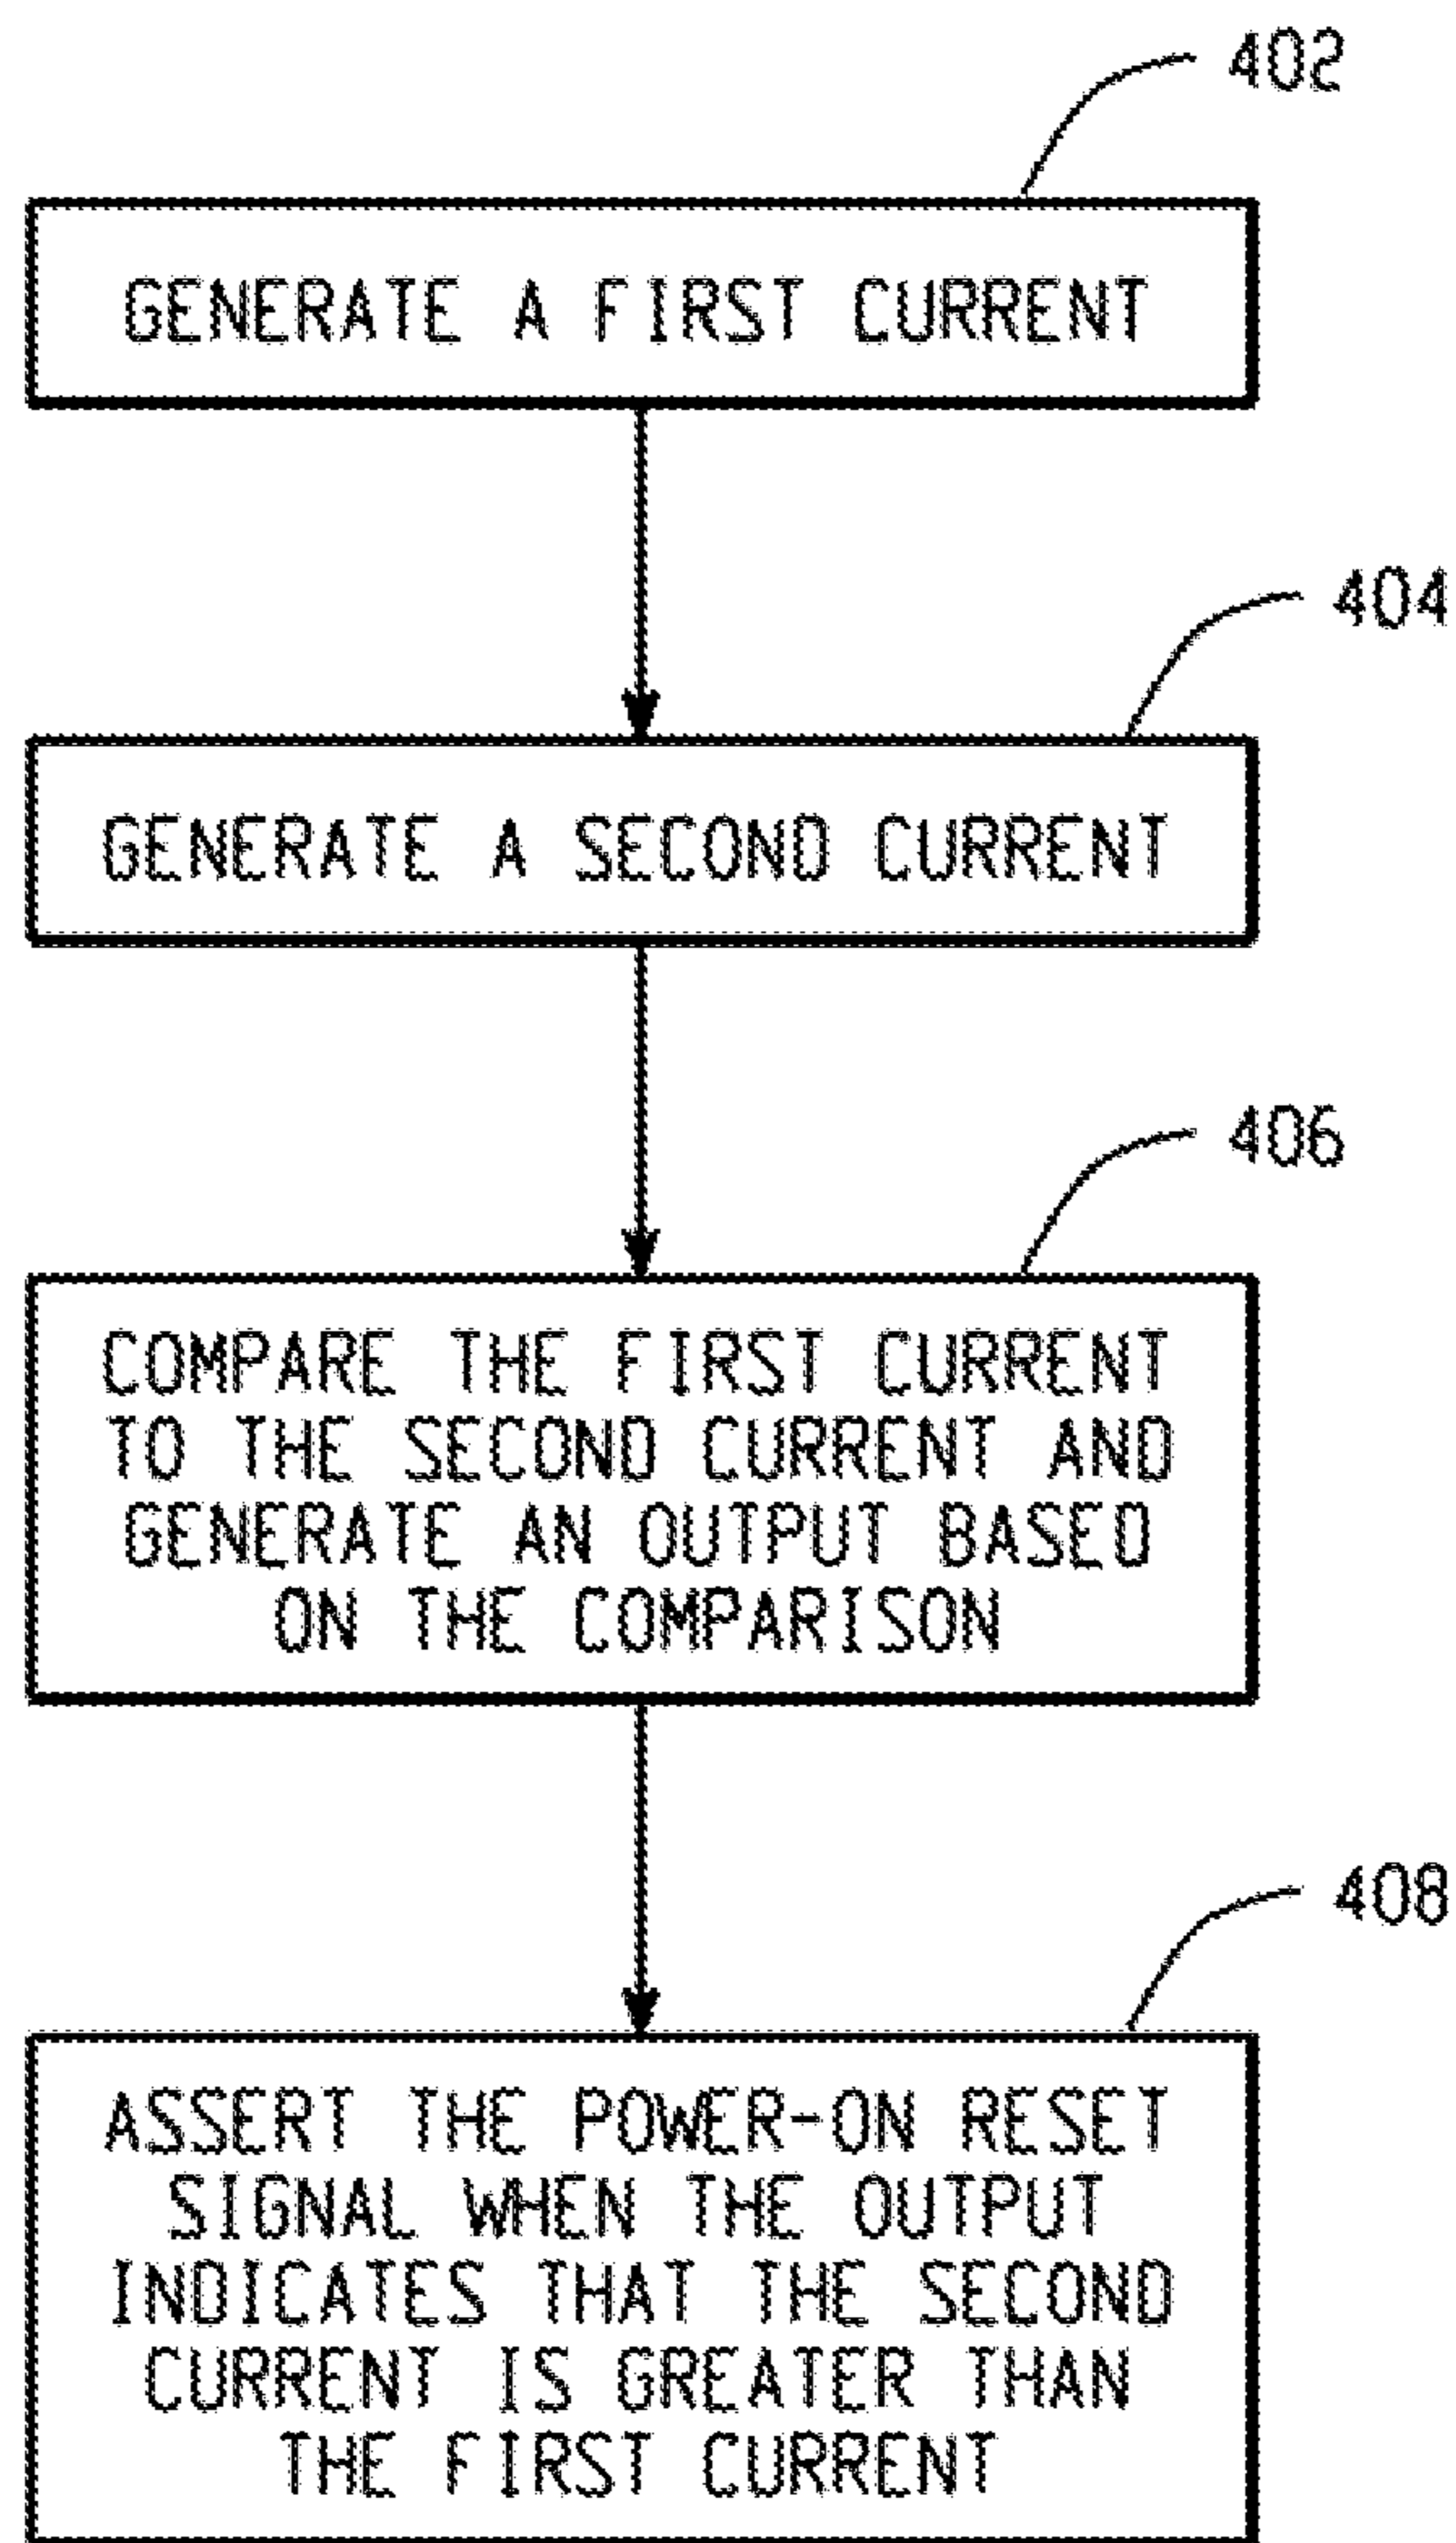 402
GENERATE A FIRST CURRENT
404
GENERATE A SECOND CURRENT
406
COMPARE THE FIRST CURRENT
TO THE SECOND CURRENT AND
GENERATE AN OUTPUT BASED
ON THE COMPARISON
408
ASSERT THE POWER-ON RESET
SIGNAL WHEN THE OUTPUT
INDICATES THAT THE SECOND
CURRENT IS GREATER THAN
THE FIRST CURRENT